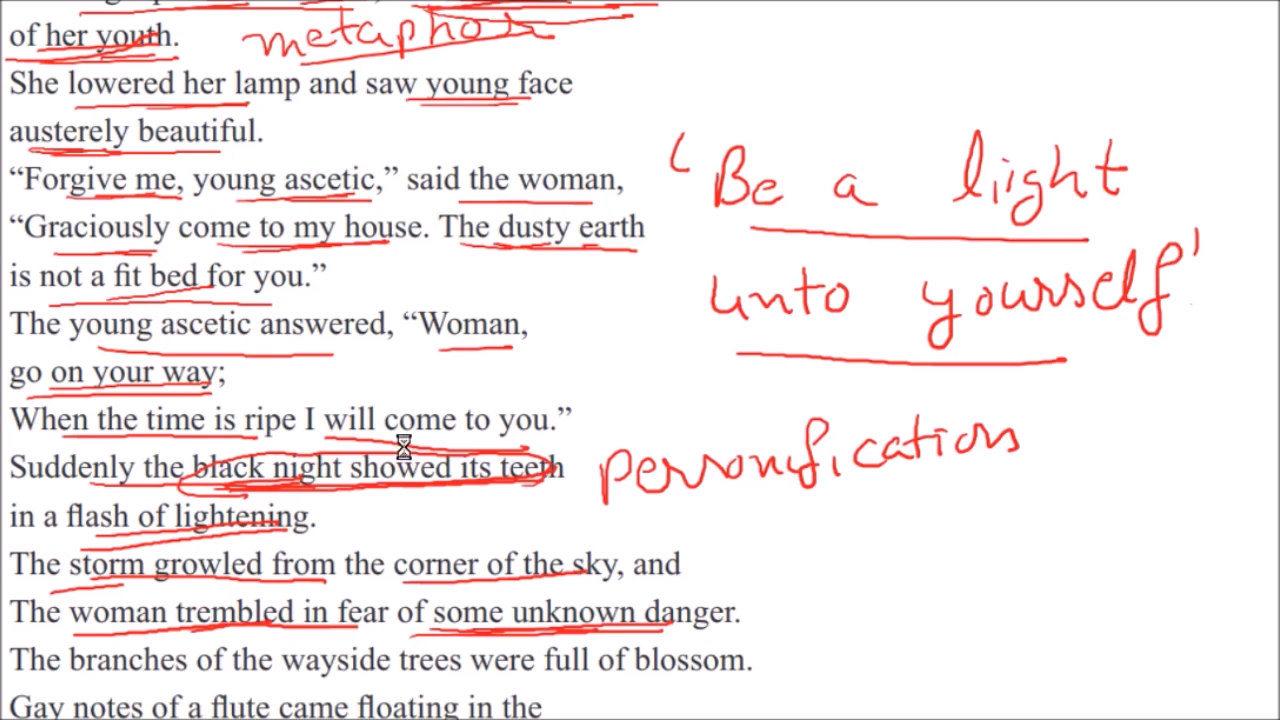 of her youth.
metaphor
She lowered her lamp and saw young face
austerely beautiful.
“Forgive me, young ascetic,” said the woman,
“Graciously come to my house. The dusty earth
is not a fit bed for you.”
The young ascetic answered, “Woman,
go on your way;
When the time is ripe I will come to you.”
Suddenly the black night showed its teeth
in a flash of lightening.
The storm growled from the corner of the sky, and
The woman trembled in fear of some unknown danger.
The branches of the wayside trees were full of blossom.
Gay notes of a flute came floating in the
‘Be a liight
unto yourself’
personification